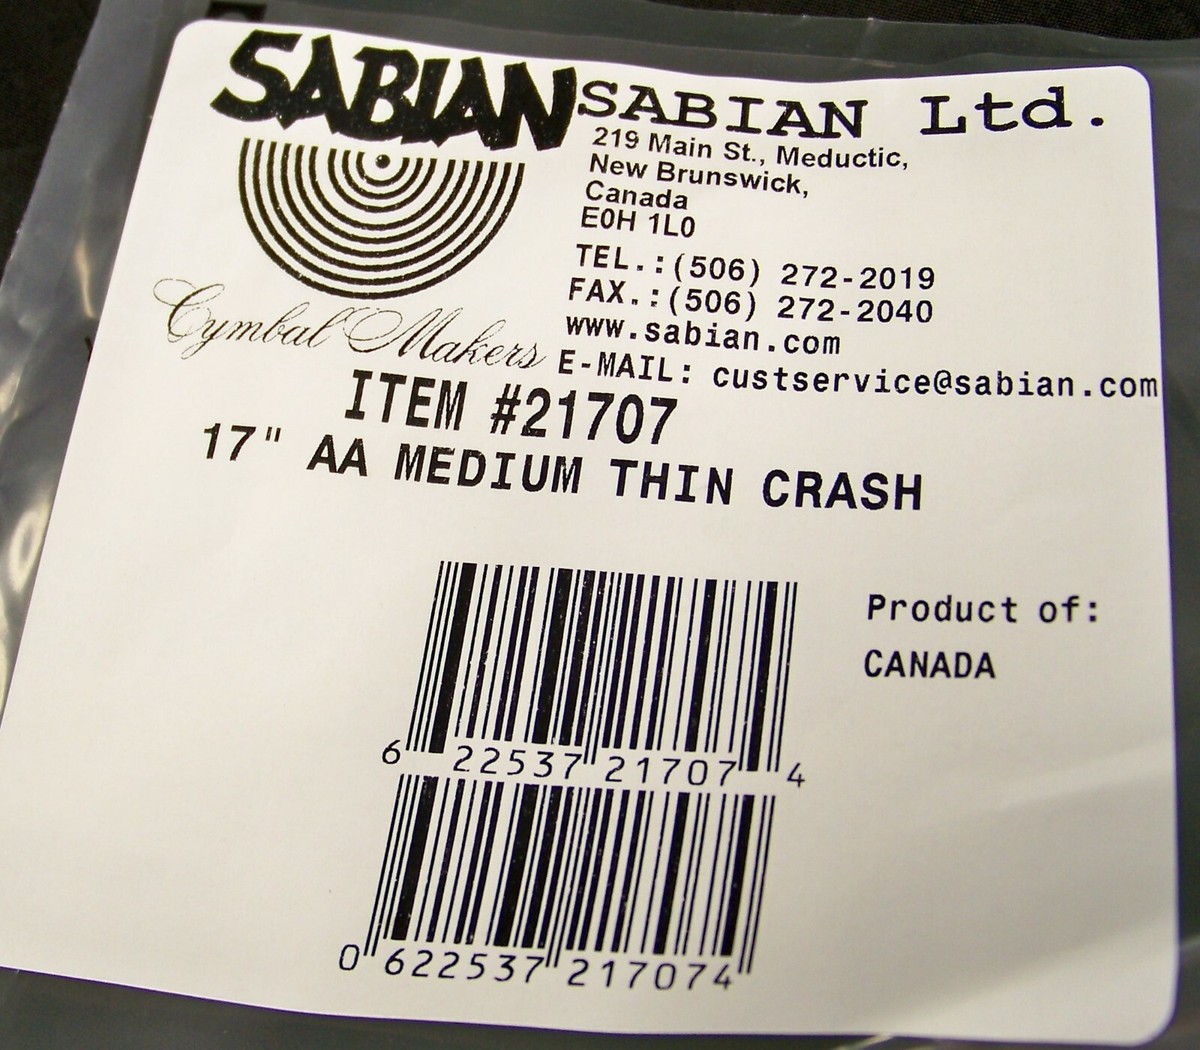 SABIAN
Cymbal Makers
SABIAN Ltd.
219 Main St., Meductic,
New Brunswick,
Canada
E0H 1L0
TEL.:(506) 272-2019
FAX.:(506) 272-2040
www.sabian.com
E-MAIL: custservice@sabian.com
ITEM #21707
17" AA MEDIUM THIN CRASH
Product of:
CANADA
6 22537 21707 4
0 622537 217074